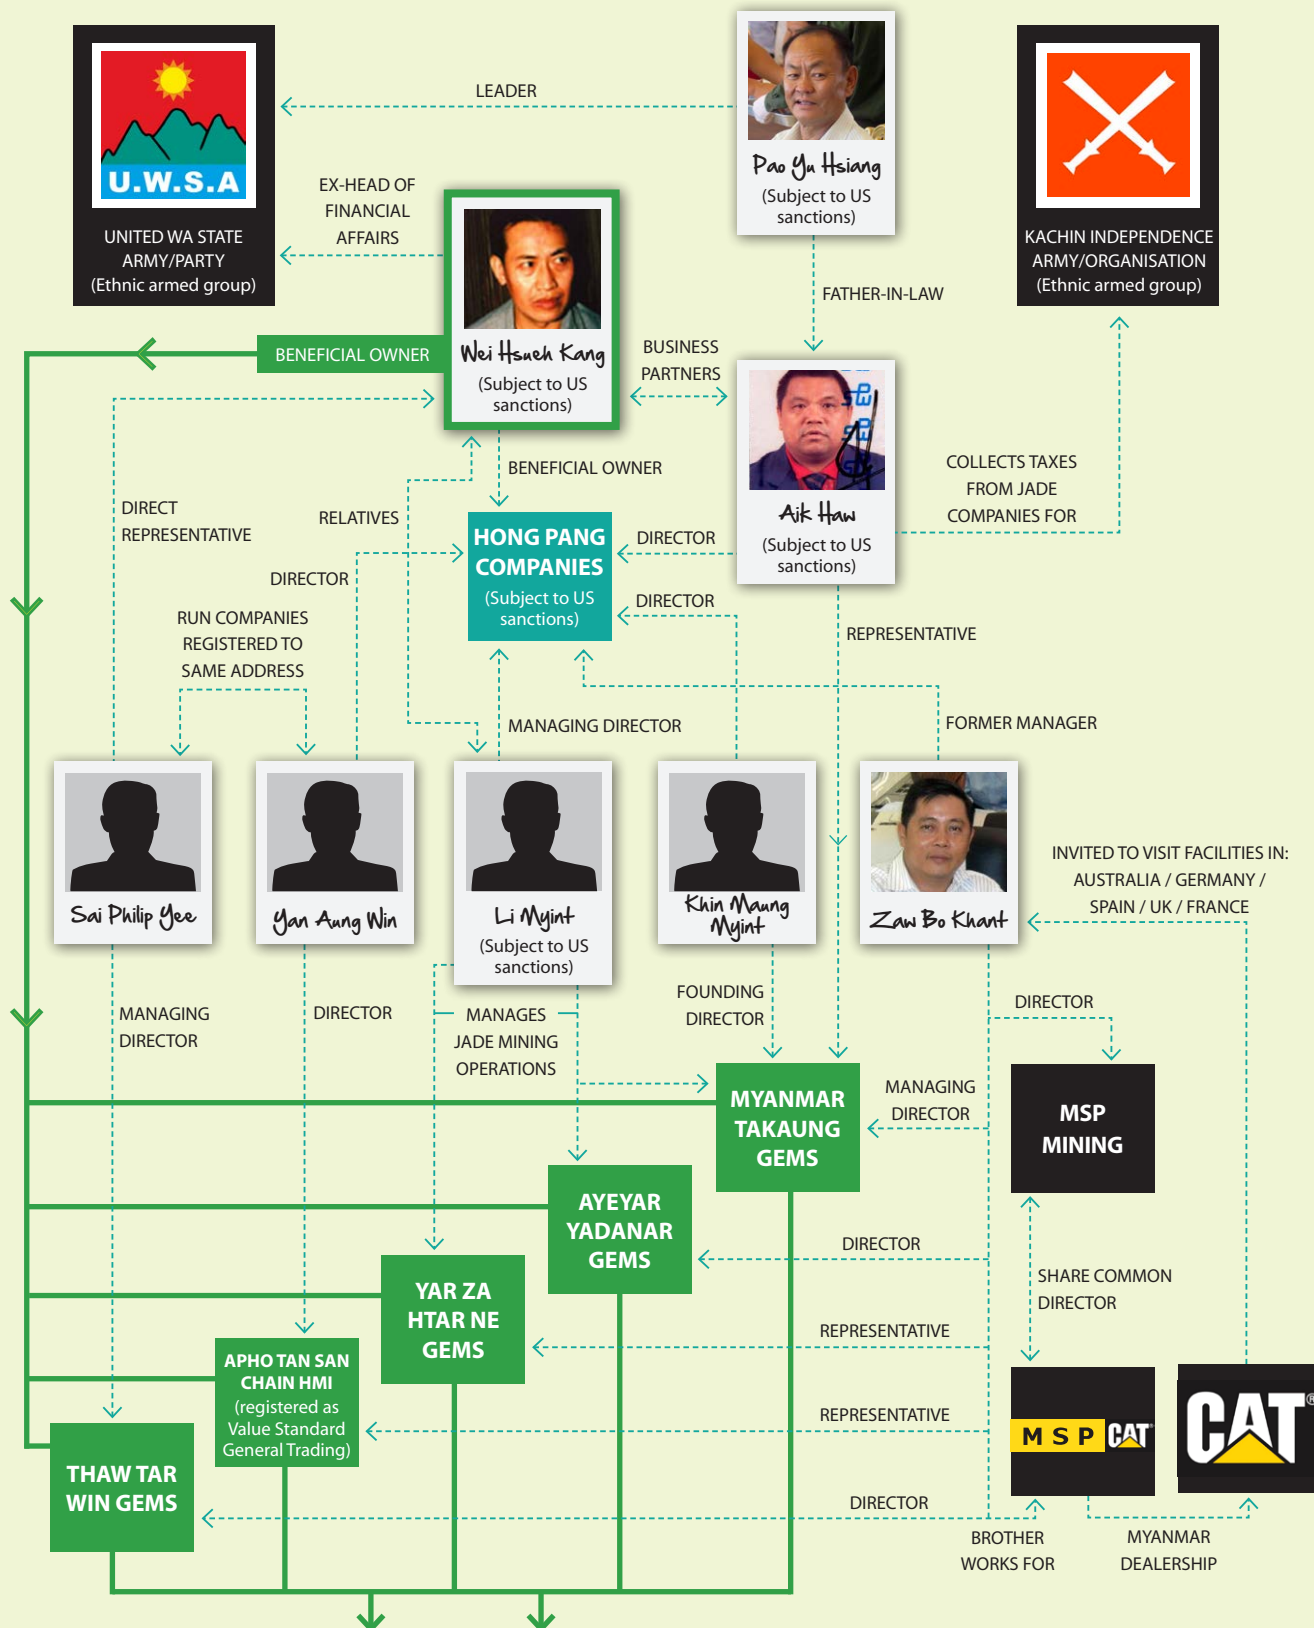 LEADER
U.W.S.A
UNITED WA STATE
ARMY/PARTY
(Ethnic armed group)
Pao Yu Hsiang
(Subject to US
sanctions)
KACHIN INDEPENDENCE
ARMY/ORGANISATION
(Ethnic armed group)
EX-HEAD OF
FINANCIAL
AFFAIRS
FATHER-IN-LAW
BENEFICIAL OWNER
Wei Hsueh Kang
(Subject to US
sanctions)
BUSINESS
PARTNERS
Aik Haw
(Subject to US
sanctions)
COLLECTS TAXES
FROM JADE
COMPANIES FOR
BENEFICIAL OWNER
DIRECT
REPRESENTATIVE
RELATIVES
HONG PANG
COMPANIES
(Subject to US
sanctions)
DIRECTOR
DIRECTOR
DIRECTOR
RUN COMPANIES
REGISTERED TO
SAME ADDRESS
REPRESENTATIVE
MANAGING DIRECTOR
FORMER MANAGER
Sai Philip Yee
Yan Aung Win
Li Myint
(Subject to US
sanctions)
Khin Maung
Myint
Zaw Bo Khant
INVITED TO VISIT FACILITIES IN:
AUSTRALIA / GERMANY /
SPAIN / UK / FRANCE
MANAGING
DIRECTOR
DIRECTOR
MANAGES
JADE MINING
OPERATIONS
FOUNDING
DIRECTOR
DIRECTOR
MYANMAR
TAKAUNG
GEMS
MANAGING
DIRECTOR
MSP
MINING
AYEYAR
YADANAR
GEMS
DIRECTOR
YAR ZA
HTAR NE
GEMS
SHARE COMMON
DIRECTOR
REPRESENTATIVE
APHO TAN SAN
CHAIN HMI
(registered as
Value Standard
General Trading)
REPRESENTATIVE
MSP CAT
CAT®
THAW TAR
WIN GEMS
DIRECTOR
BROTHER
WORKS FOR
MYANMAR
DEALERSHIP